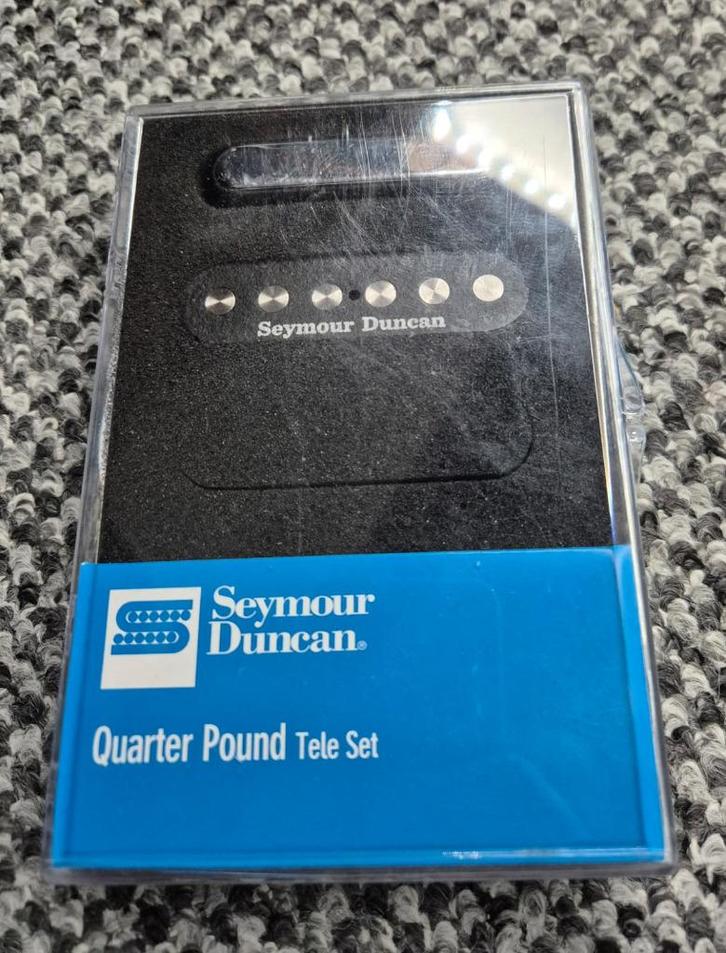 Seymour Duncan
Seymour
Duncan®
Quarter Pound Tele Set